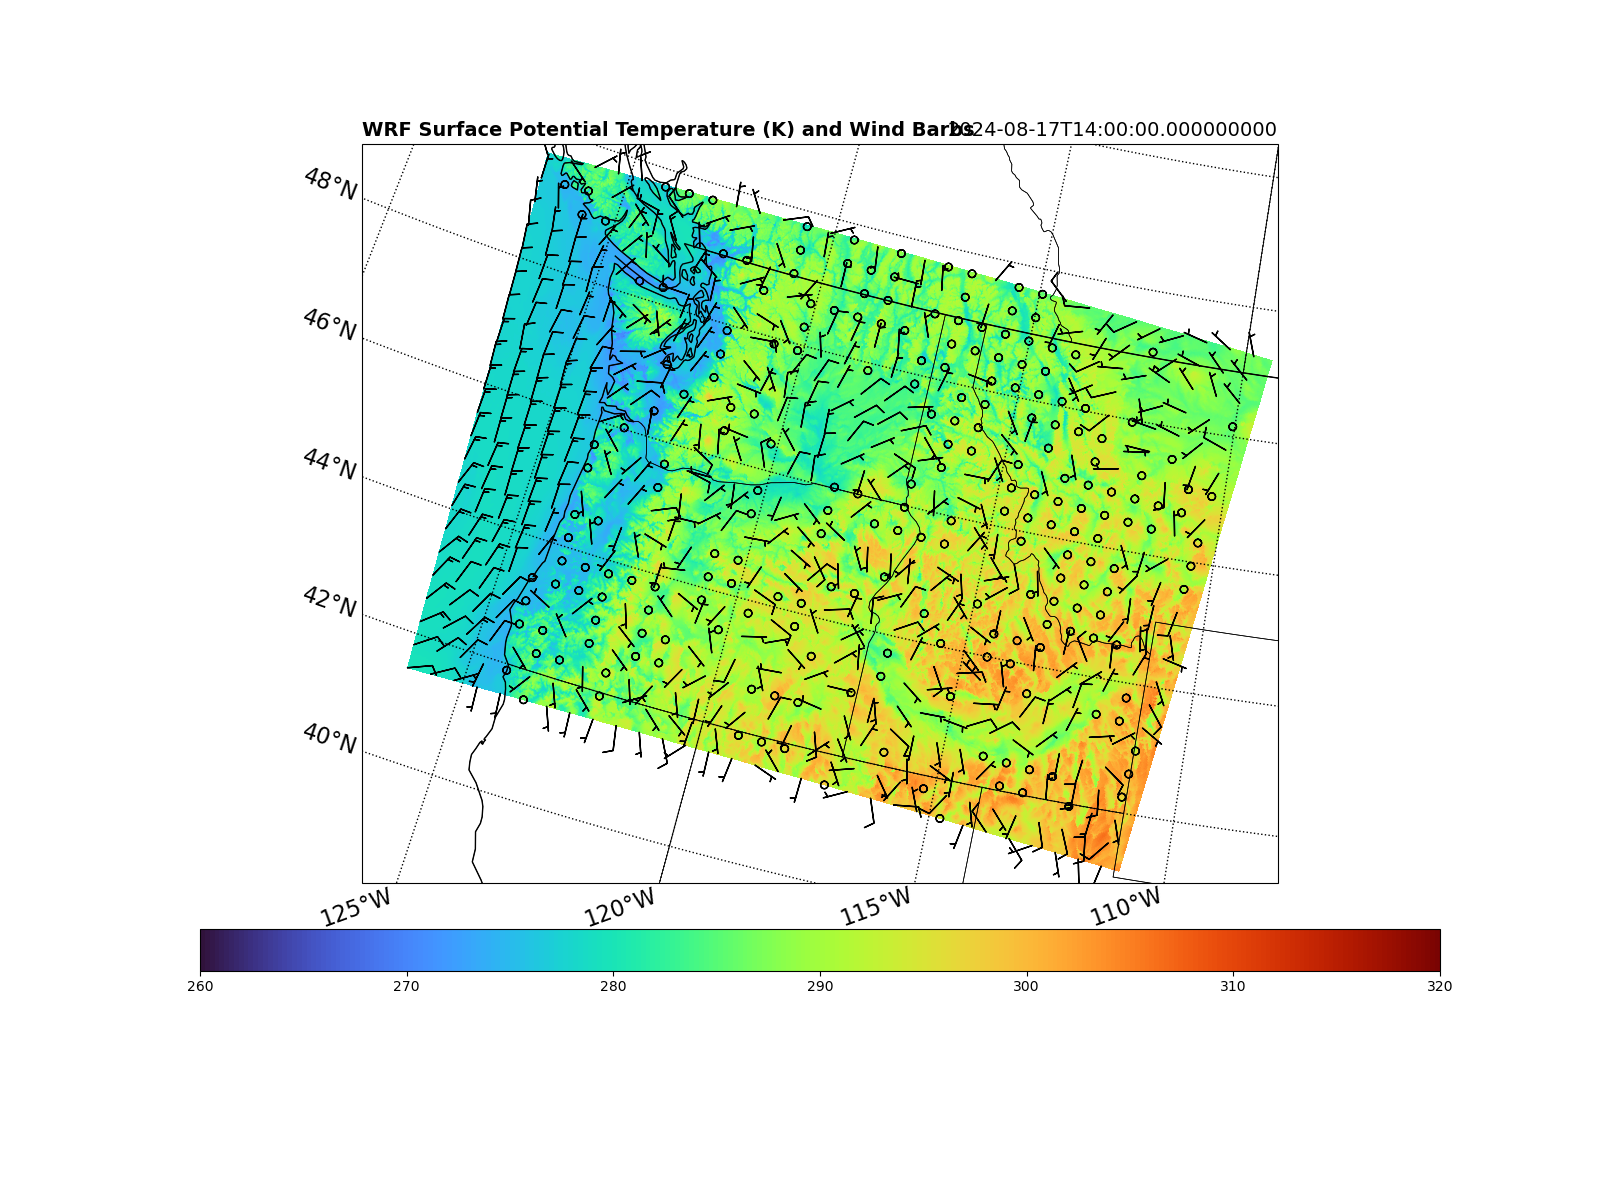 WRF Surface Potential Temperature (K) and Wind Barbs
2024-08-17T14:00:00.000000000
48°N
46°N
44°N
42°N
40°N
125°W
120°W
115°W
110°W
260
270
280
290
300
310
320